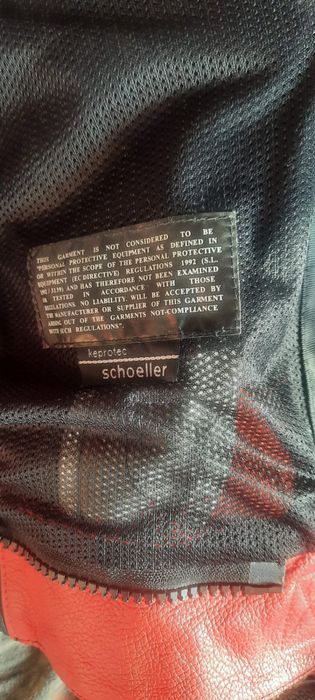 THIS GARMENT IS NOT CONSIDERED TO BE
"PERSONAL PROTECTIVE EQUIPMENT AS DEFINED IN
OR WITHIN THE SCOPE OF THE PERSONAL PROTECTIVE
EQUIPMENT (EC DIRECTIVE) REGULATIONS 1992 (S.L.
1992/ 3139) AND HAS THEREFORE NOT BEEN EXAMINED
OR TESTED IN ACCORDANCE WITH THOSE
REGULATIONS. NO LIABILITY WILL BE ACCEPTED BY
THE MANUFACTURER OR SUPPLIER OF THIS GARMENT
ARISING OUT OF THE GARMENTS NOT-COMPLIANCE
WITH SUCH REGULATIONS".
keprotec
schoeller